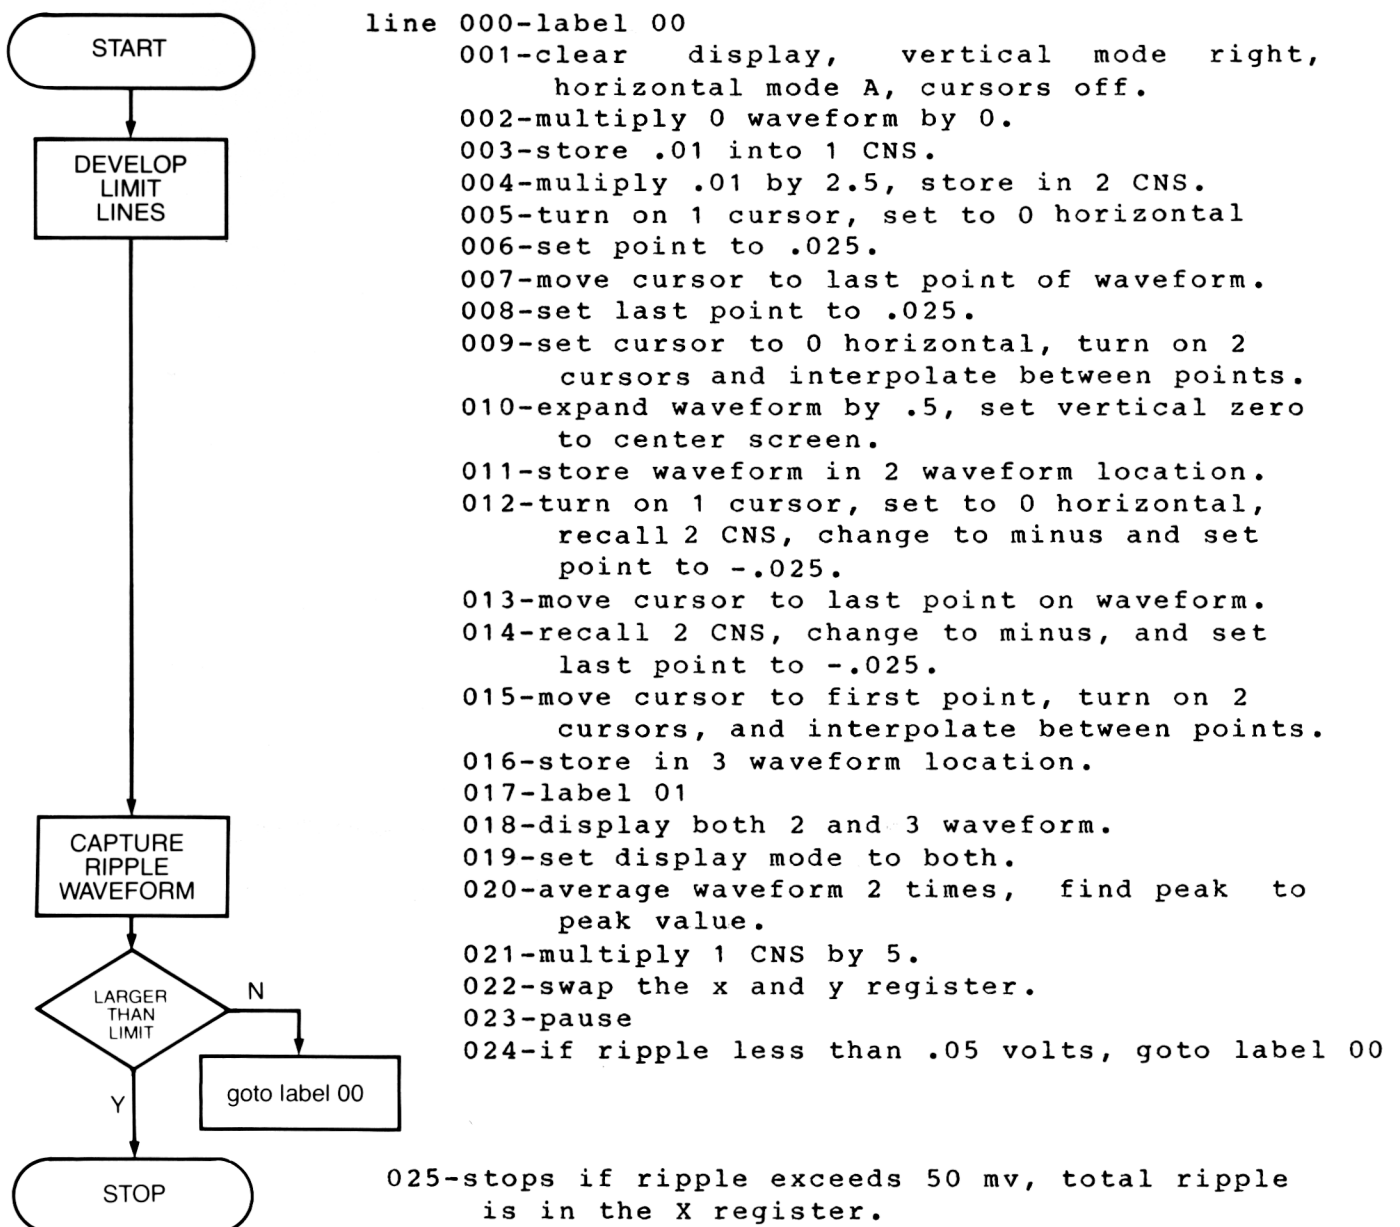 START
DEVELOP
LIMIT
LINES
CAPTURE
RIPPLE
WAVEFORM
LARGER
THAN
LIMIT
N
goto label 00
Y
STOP
line 000-label 00
001-clear display, vertical mode right,
horizontal mode A, cursors off.
002-multiply 0 waveform by 0.
003-store .01 into 1 CNS.
004-muliply .01 by 2.5, store in 2 CNS.
005-turn on 1 cursor, set to 0 horizontal
006-set point to .025.
007-move cursor to last point of waveform.
008-set last point to .025.
009-set cursor to 0 horizontal, turn on 2
cursors and interpolate between points.
010-expand waveform by .5, set vertical zero
to center screen.
011-store waveform in 2 waveform location.
012-turn on 1 cursor, set to 0 horizontal,
recall 2 CNS, change to minus and set
point to -.025.
013-move cursor to last point on waveform.
014-recall 2 CNS, change to minus, and set
last point to -.025.
015-move cursor to first point, turn on 2
cursors, and interpolate between points.
016-store in 3 waveform location.
017-label 01
018-display both 2 and 3 waveform.
019-set display mode to both.
020-average waveform 2 times, find peak to
peak value.
021-multiply 1 CNS by 5.
022-swap the x and y register.
023-pause
024-if ripple less than .05 volts, goto label 00
025-stops if ripple exceeds 50 mv, total ripple
is in the X register.